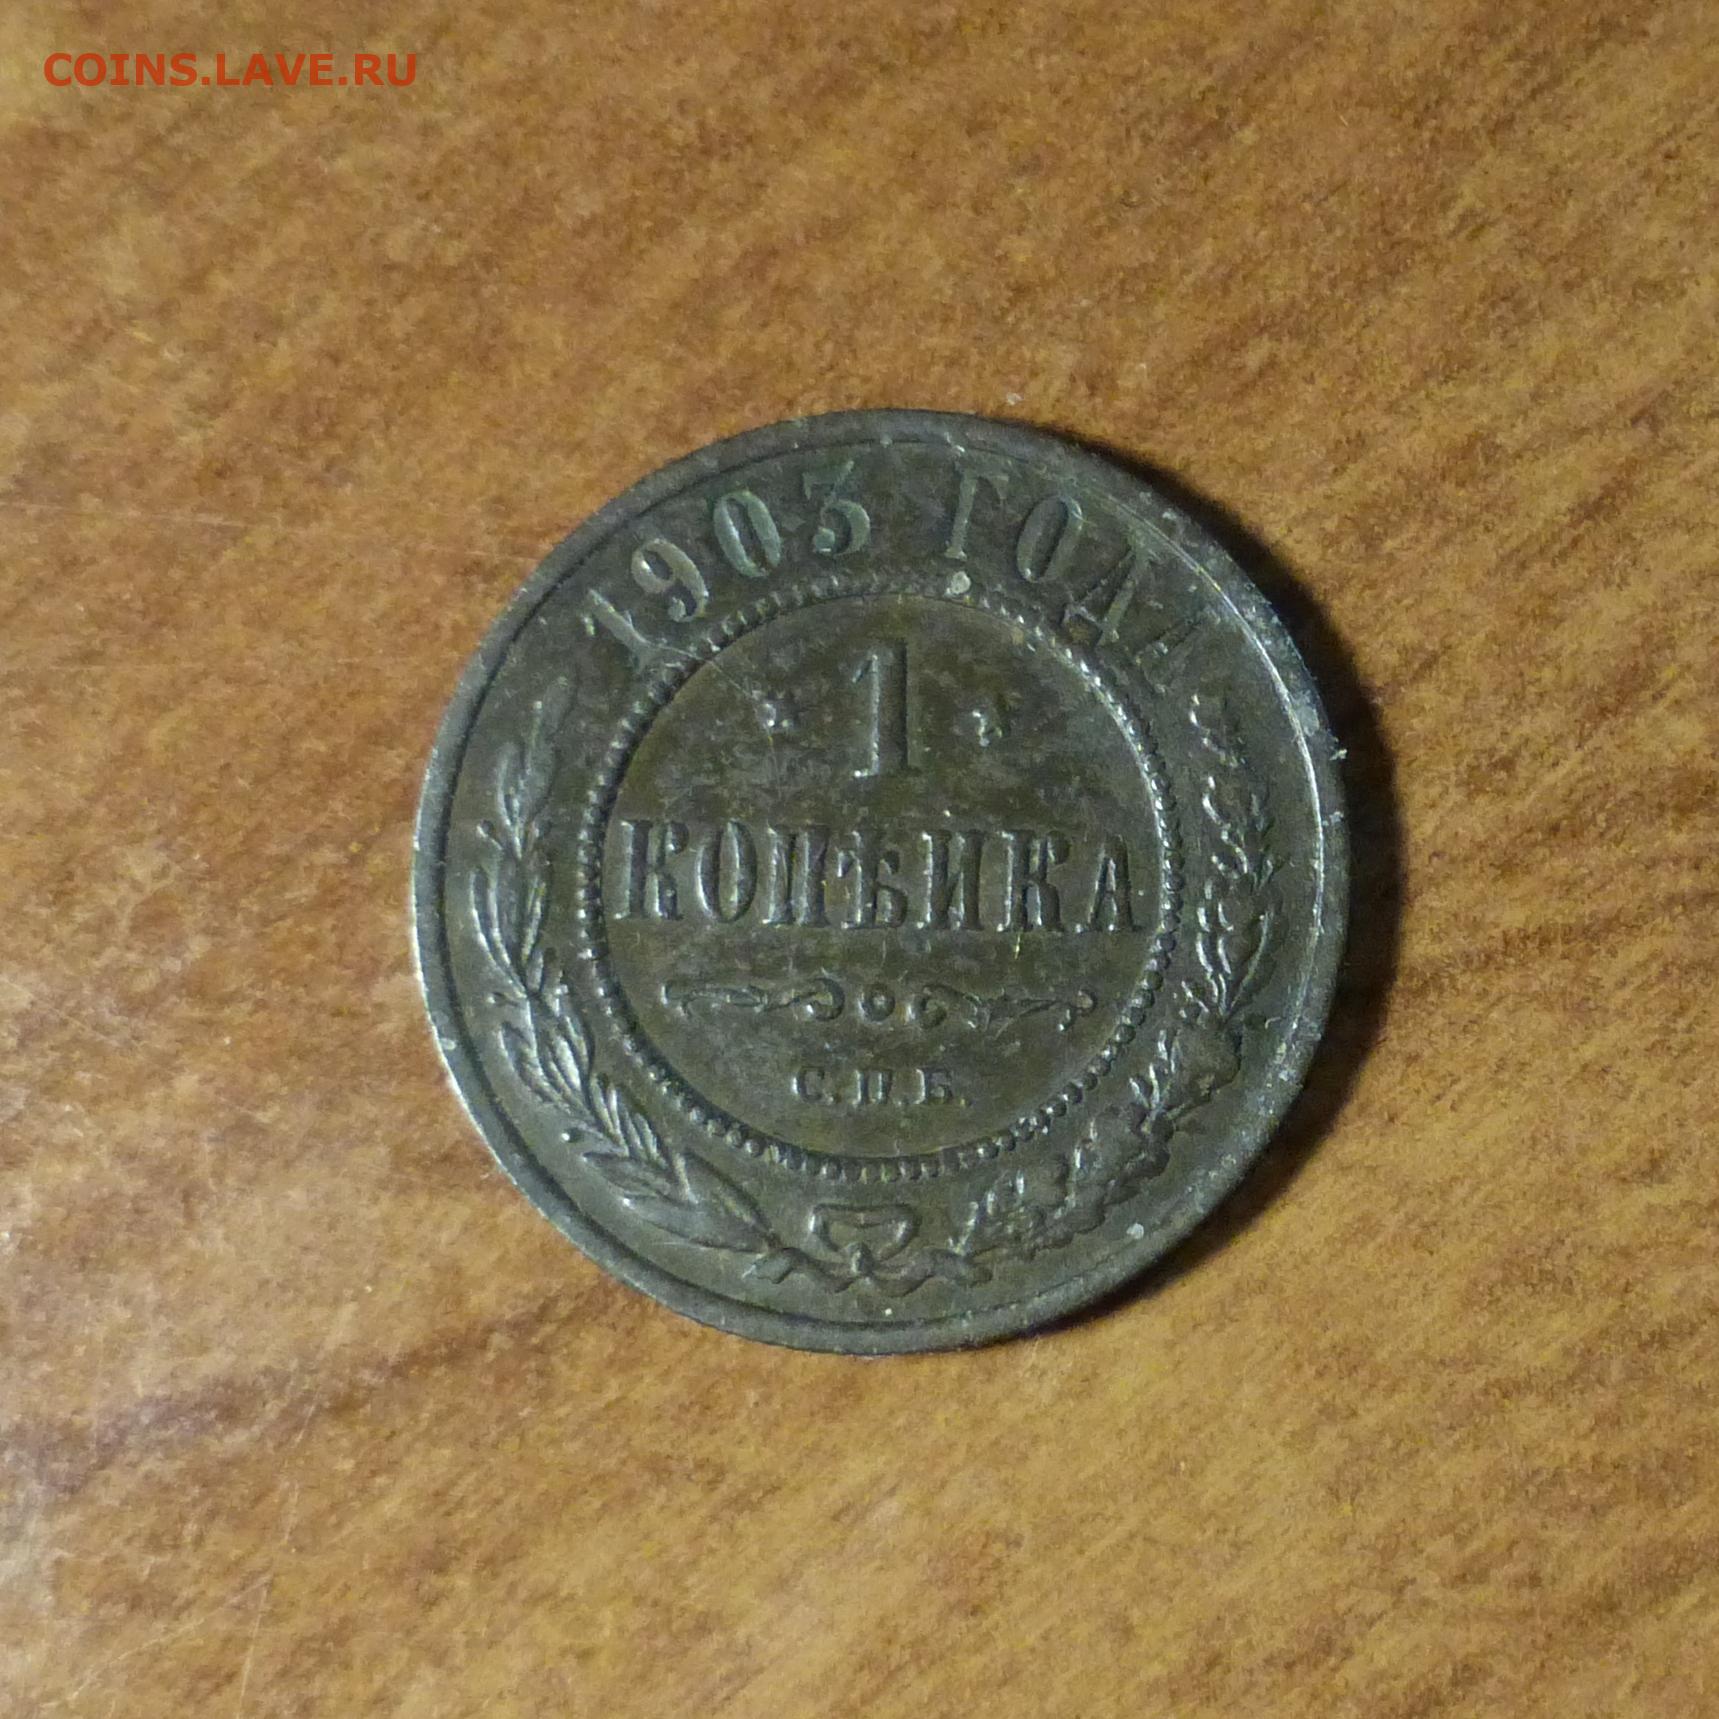 COINS.LAVE.RU
1903 ГОДА
* 1 *
КОПѢЙКА
С.П.Б.